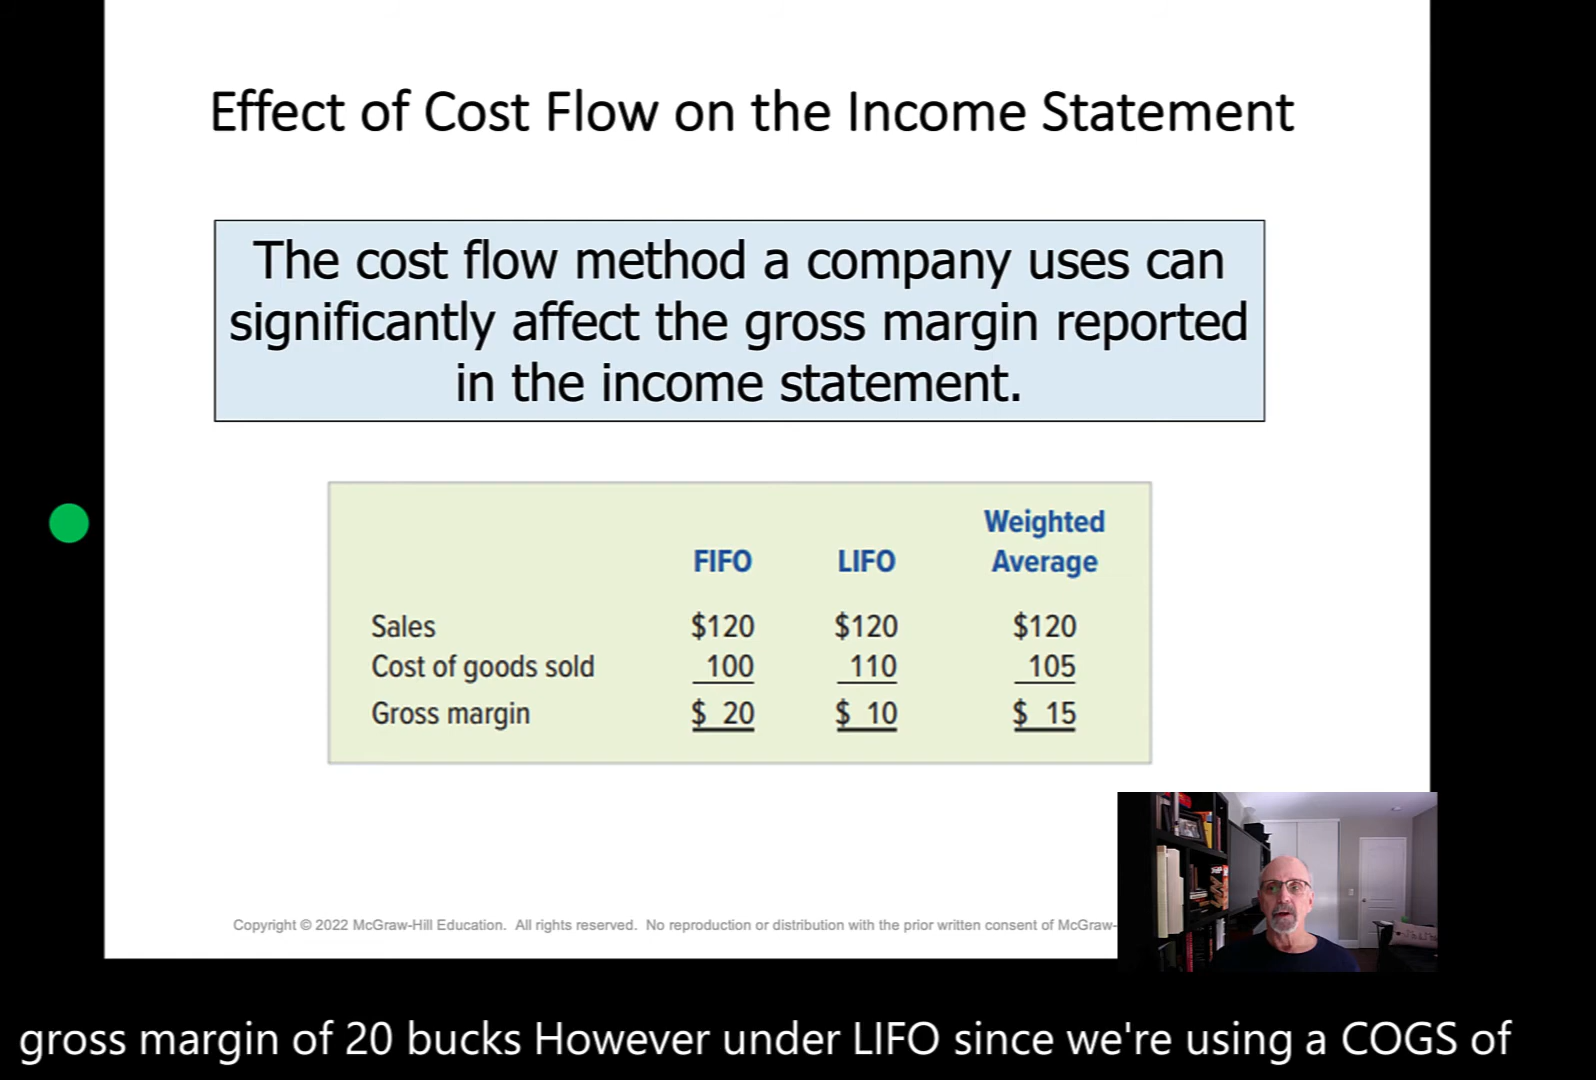 Effect of Cost Flow on the Income Statement
The cost flow method a company uses can
significantly affect the gross margin reported
in the income statement.
Weighted
FIFO LIFO Average
Sales $120 $120 $120
Cost of goods sold 100 110 105
Gross margin $ 20 $ 10 $ 15
Copyright © 2022 McGraw-Hill Education. All rights reserved. No reproduction or distribution with the prior written consent of McGraw-
gross margin of 20 bucks However under LIFO since we're using a COGS of